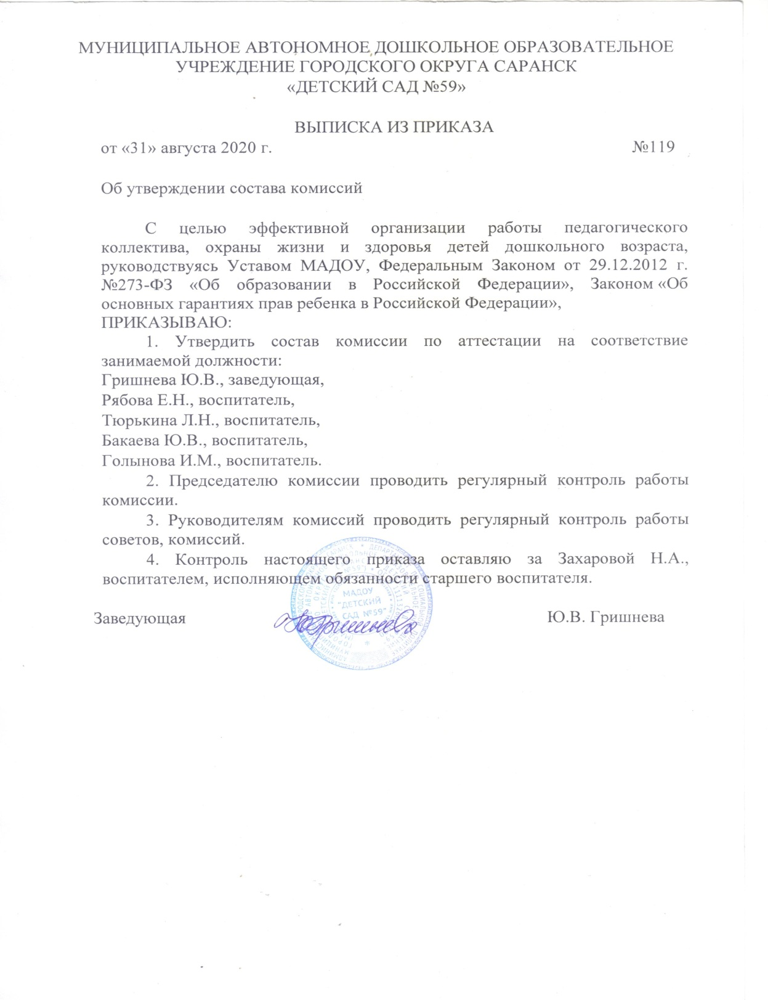 МУНИЦИПАЛЬНОЕ АВТОНОМНОЕ ДОШКОЛЬНОЕ ОБРАЗОВАТЕЛЬНОЕ
УЧРЕЖДЕНИЕ ГОРОДСКОГО ОКРУГА САРАНСК
«ДЕТСКИЙ САД №59»
ВЫПИСКА ИЗ ПРИКАЗА
от «31» августа 2020 г. №119
Об утверждении состава комиссий
С целью эффективной организации работы педагогического
коллектива, охраны жизни и здоровья детей дошкольного возраста,
руководствуясь Уставом МАДОУ, Федеральным Законом от 29.12.2012 г.
№273-ФЗ «Об образовании в Российской Федерации», Законом «Об
основных гарантиях прав ребенка в Российской Федерации»,
ПРИКАЗЫВАЮ:
1. Утвердить состав комиссии по аттестации на соответствие
занимаемой должности:
Гришнева Ю.В., заведующая,
Рябова Е.Н., воспитатель,
Тюрькина Л.Н., воспитатель,
Бакаева Ю.В., воспитатель,
Голынова И.М., воспитатель.
2. Председателю комиссии проводить регулярный контроль работы
комиссии.
3. Руководителям комиссий проводить регулярный контроль работы
советов, комиссий.
4. Контроль настоящего приказа оставляю за Захаровой Н.А.,
воспитателем, исполняющем обязанности старшего воспитателя.
МАДОУ
"ДЕТСКИЙ
САД №59"
Заведующая Ю.В. Гришнева